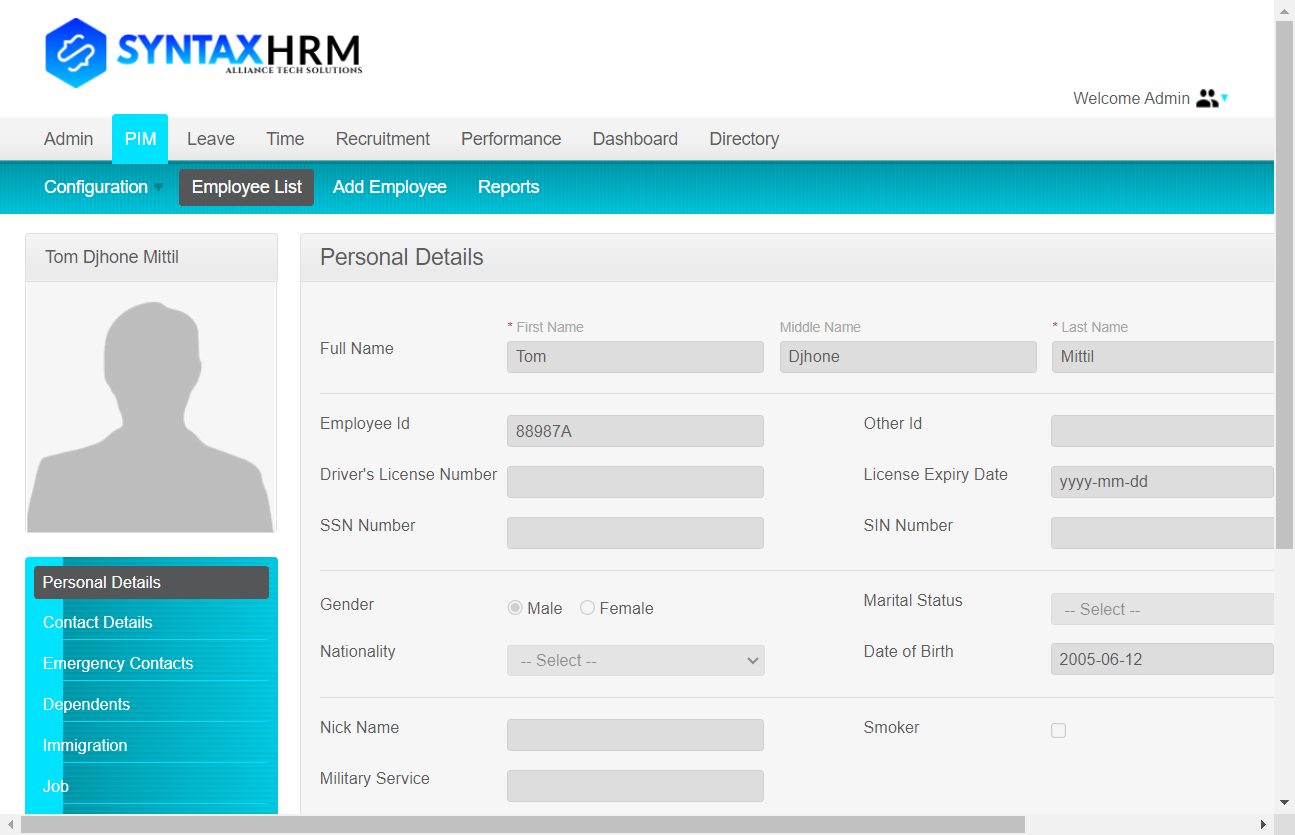 SYNTAXHRM
ALLIANCE TECH SOLUTIONS
Welcome Admin
Admin PIM Leave Time Recruitment Performance Dashboard Directory
Configuration Employee List Add Employee Reports
Tom Djhone Mittil
Personal Details
* First Name Middle Name * Last Name
Full Name Tom Djhone Mittil
Employee Id 88987A Other Id
Driver's License Number License Expiry Date yyyy-mm-dd
SSN Number SIN Number
Gender Male Female Marital Status -- Select --
Nationality -- Select -- Date of Birth 2005-06-12
Nick Name Smoker
Military Service
Personal Details
Contact Details
Emergency Contacts
Dependents
Immigration
Job